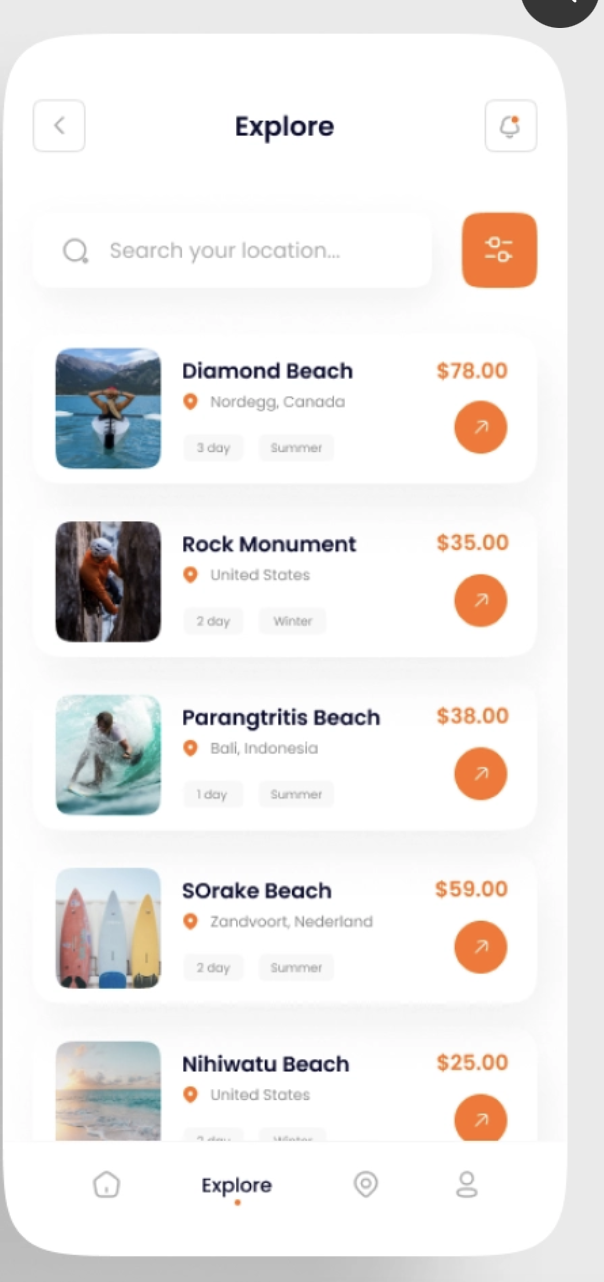 Explore
Search your location...
Diamond Beach
$78.00
Nordegg, Canada
3 day
Summer
Rock Monument
$35.00
United States
2 day
Winter
Parangtritis Beach
$38.00
Bali, Indonesia
1 day
Summer
SOrake Beach
$59.00
Zandvoort, Nederland
2 day
Summer
Nihiwatu Beach
$25.00
United States
Explore